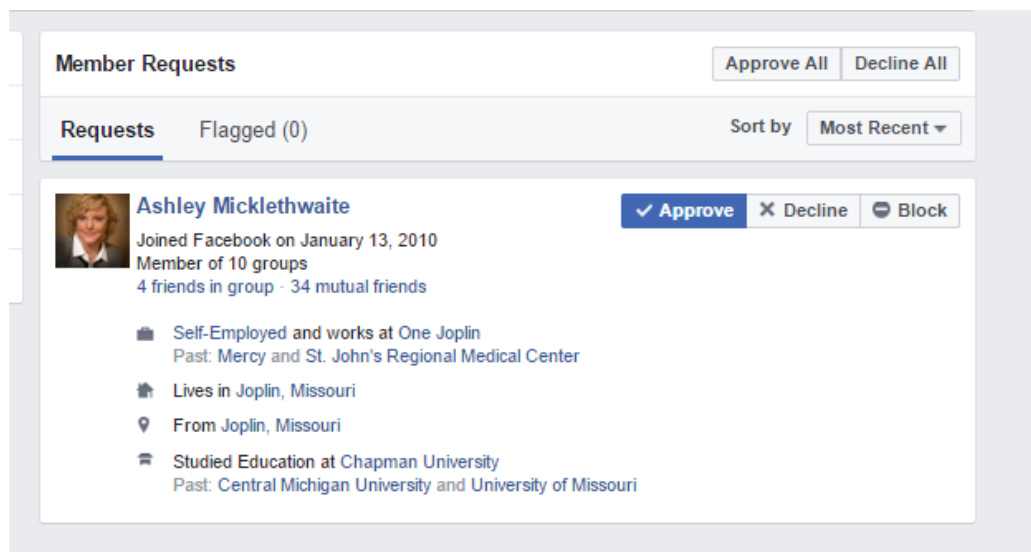 Member Requests
Approve All
Decline All
Requests
Flagged (0)
Sort by
Most Recent
Ashley Micklethwaite
Approve
Decline
Block
Joined Facebook on January 13, 2010
Member of 10 groups
4 friends in group · 34 mutual friends
Self-Employed and works at One Joplin
Past: Mercy and St. John's Regional Medical Center
Lives in Joplin, Missouri
From Joplin, Missouri
Studied Education at Chapman University
Past: Central Michigan University and University of Missouri